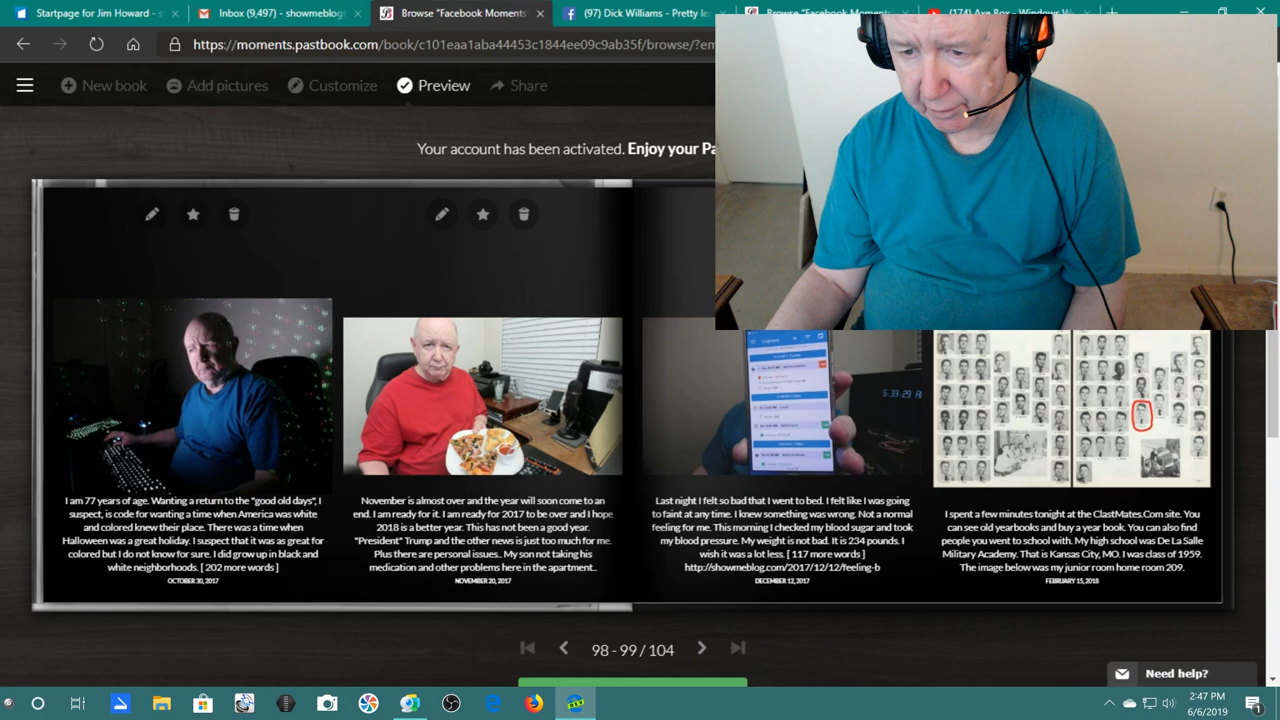 Startpage for Jim Howard - s
Inbox (9,497) - showmeblog
Browse "Facebook Moments
(97) Dick Williams - Pretty le
Browse "Facebook Moments
(174) Axe Box - Windows W
https://moments.pastbook.com/book/c101eaa1aba44453c1844ee09c9ab35f/browse/?em
New book
Add pictures
Customize
Preview
Share
Your account has been activated. Enjoy your Pa
Logbook
5:33:29 A
I am 77 years of age. Wanting a return to the "good old days", I
suspect, is code for wanting a time when America was white
and colored knew their place. There was a time when
Halloween was a great holiday. I suspect that it was as great for
colored but I do not know for sure. I did grow up in black and
white neighborhoods. [ 202 more words ]
OCTOBER 30, 2017
November is almost over and the year will soon come to an
end. I am ready for it. I am ready for 2017 to be over and I hope
2018 is a better year. This has not been a good year.
"President" Trump and the other news is just too much for me.
Plus there are personal issues.. My son not taking his
medication and other problems here in the apartment..
NOVEMBER 20, 2017
Last night I felt so bad that I went to bed. I felt like I was going
to faint at any time. I knew something was wrong. Not a normal
feeling for me. This morning I checked my blood sugar and took
my blood pressure. My weight is not bad. It is 234 pounds. I
wish it was a lot less. [ 117 more words ]
http://showmeblog.com/2017/12/12/feeling-b
DECEMBER 12, 2017
I spent a few minutes tonight at the ClastMates.Com site. You
can see old yearbooks and buy a year book. You can also find
people you went to school with. My high school was De La Salle
Military Academy. That is Kansas City, MO. I was class of 1959.
The image below was my junior room home room 209.
FEBRUARY 15, 2018
98 - 99 / 104
Need help?
2:47 PM
6/6/2019
1